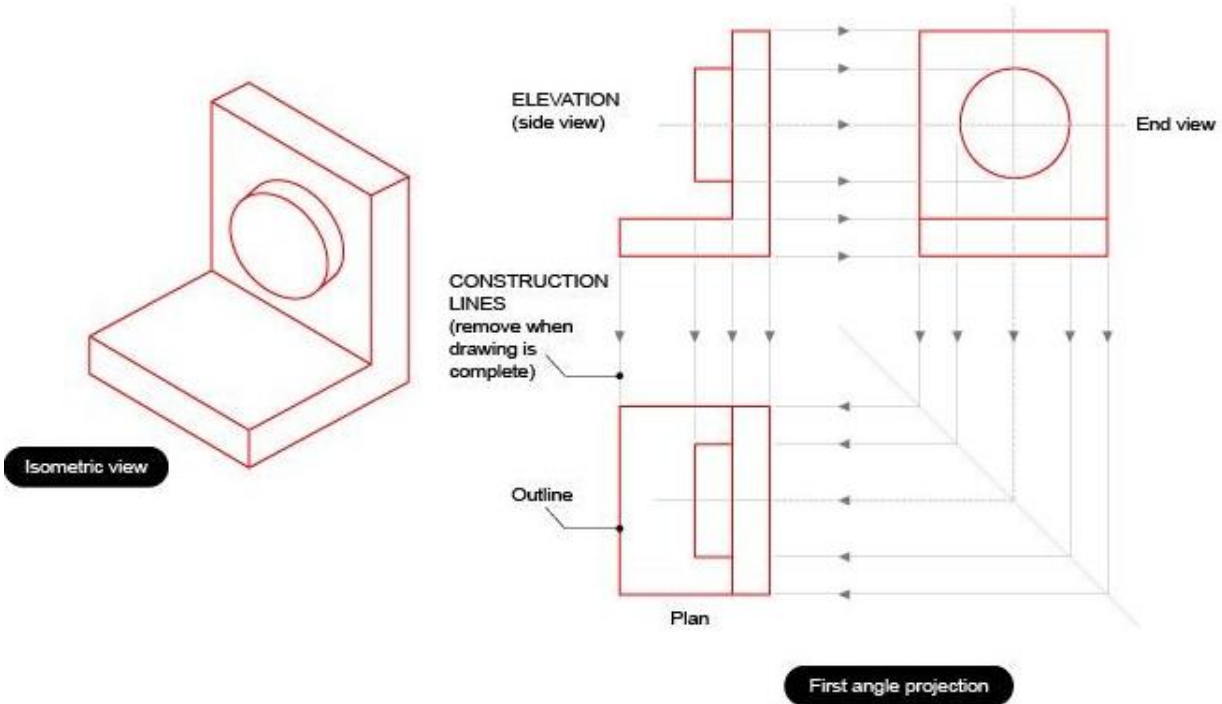 ELEVATION
(side view)
End view
CONSTRUCTION
LINES
(remove when
drawing is
complete)
Isometric view
Outline
Plan
First angle projection